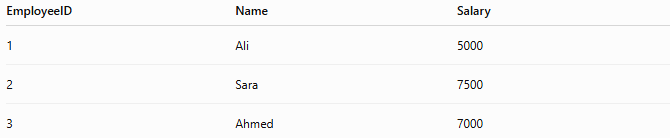 EmployeeID Name Salary
1 Ali 5000
2 Sara 7500
3 Ahmed 7000